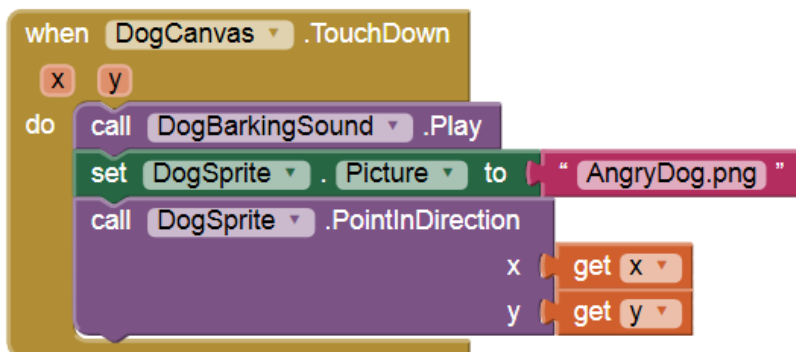 when DogCanvas .TouchDown
x y
do call DogBarkingSound .Play
set DogSprite . Picture to " AngryDog.png "
call DogSprite .PointInDirection
x get x
y get y